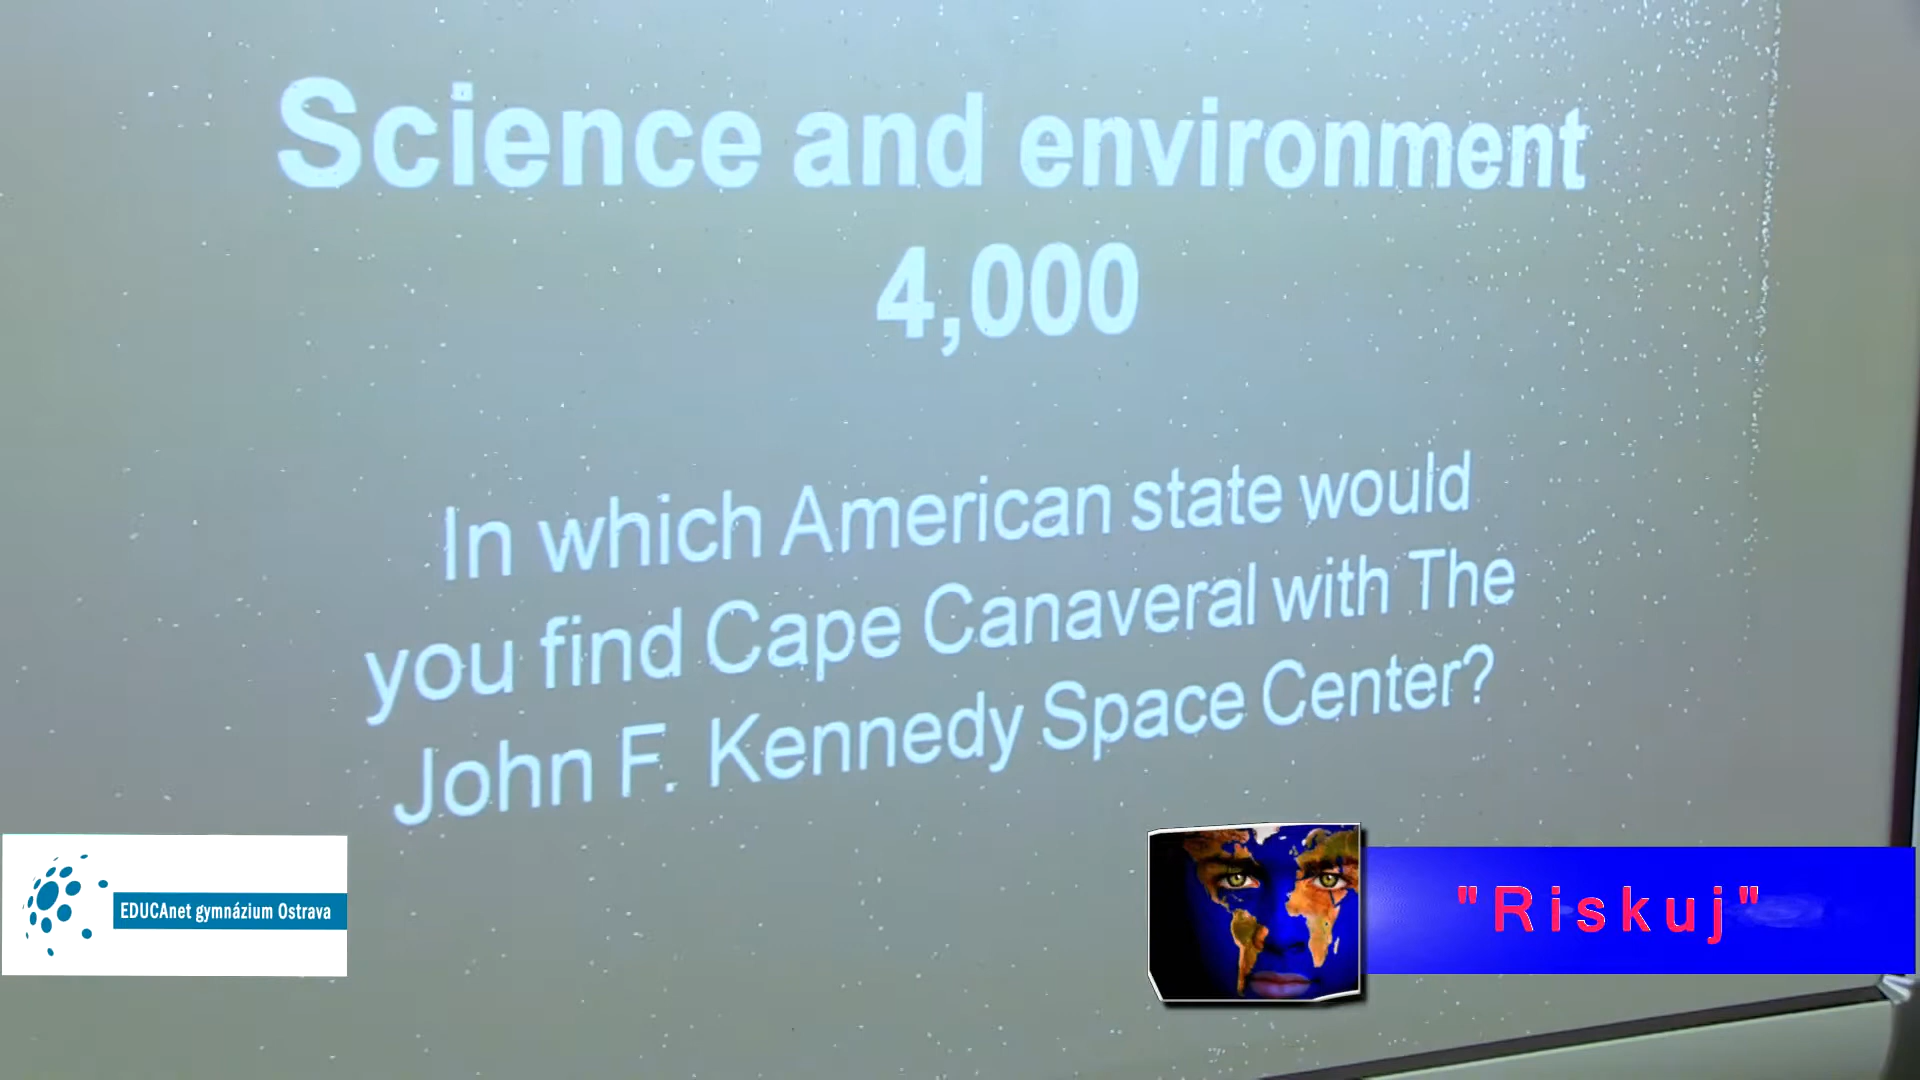 Science and environment
4,000
In which American state would
you find Cape Canaveral with The
John F. Kennedy Space Center?
EDUCAnet gymnázium Ostrava
"Riskuj"